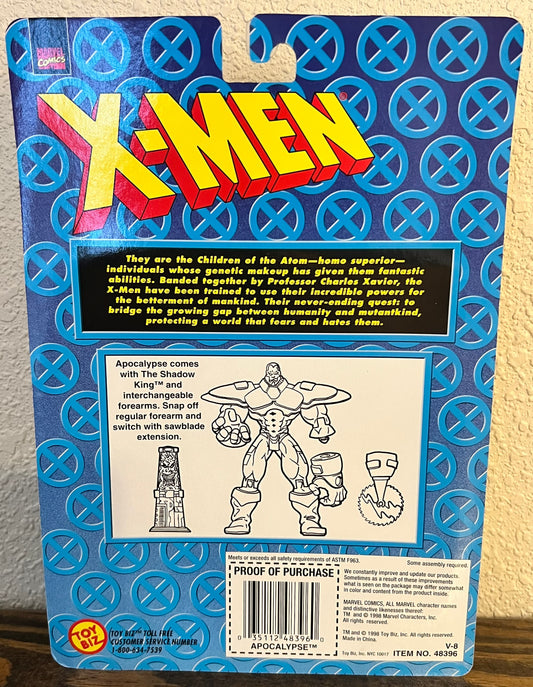 MARVEL
Comics
X-MEN®
They are the Children of the Atom—homo superior—
individuals whose genetic makeup has given them fantastic
abilities. Banded together by Professor Charles Xavier, the
X-Men have been trained to use their incredible powers for
the betterment of mankind. Their never-ending quest: to
bridge the growing gap between humanity and mutantkind,
protecting a world that fears and hates them.
Apocalypse comes
with The Shadow
King™ and
interchangeable
forearms. Snap off
regular forearm and
switch with sawblade
extension.
Meets or exceeds all safety requirements of ASTM F963.
Some assembly required.
PROOF OF PURCHASE
0 35112 48396 0
APOCALYPSE™
We constantly improve and update our products.
Sometimes as a result of these improvements
what is seen on the package may differ somewhat
in color and content from the product inside.
MARVEL COMICS, ALL MARVEL character names
and distinctive likenesses thereof:
TM and © 1998 Marvel Characters, Inc.
All rights reserved.
TM and © 1998 Toy Biz, Inc. All rights reserved.
Made in China.
V-8
Toy Biz, Inc. NYC 10017 ITEM NO. 48396
TOY
BIZ
TOY BIZ™ TOLL FREE
CUSTOMER SERVICE NUMBER
1-800-634-7539